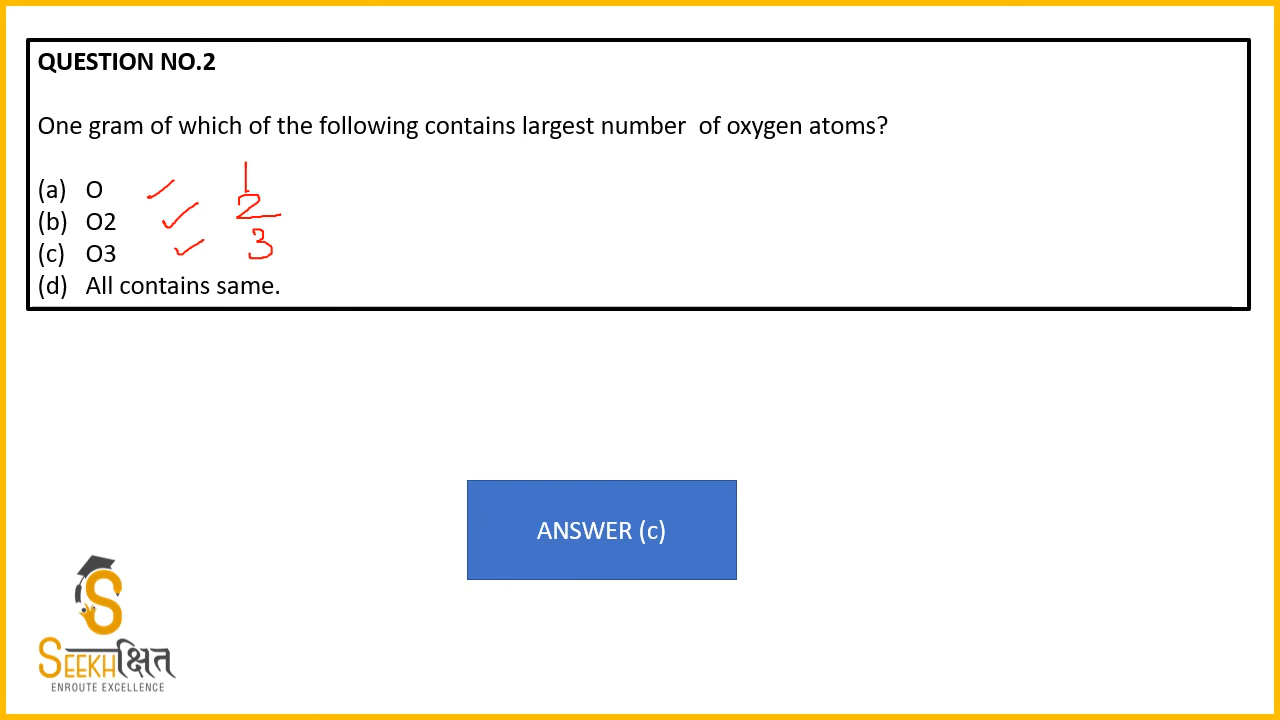 QUESTION NO.2
One gram of which of the following contains largest number of oxygen atoms?
(a) O 1
(b) O2 2
(c) O3 3
(d) All contains same.
ANSWER (c)
S
SEEKHक्षित
ENROUTE EXCELLENCE